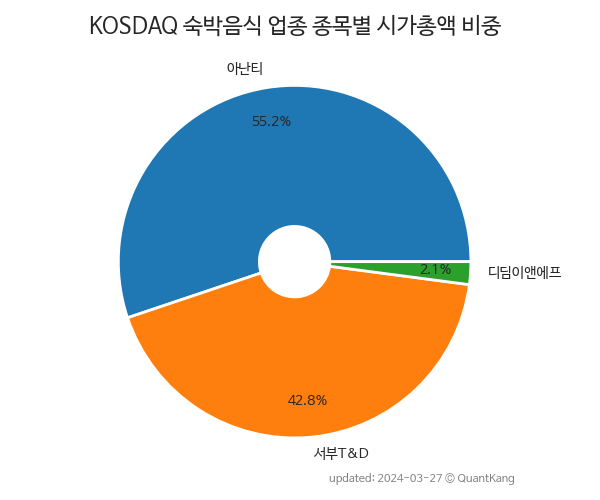 KOSDAQ 숙박음식 업종 종목별 시가총액 비중
아난티
55.2%
2.1%
디딤이앤에프
42.8%
서부T&D
updated: 2024-03-27 © QuantKang